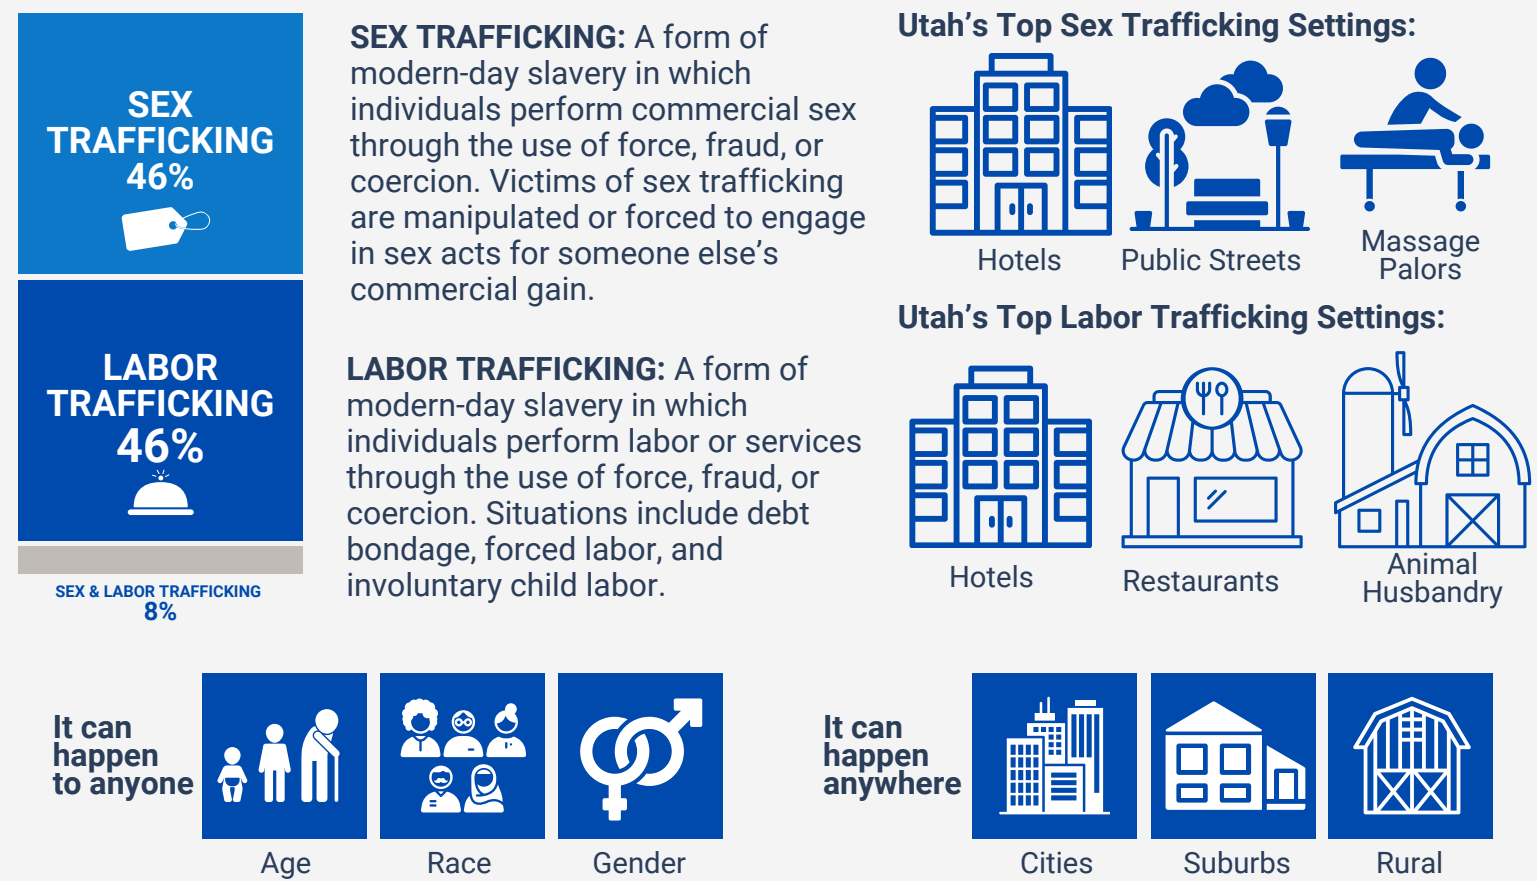 SEX
TRAFFICKING
46%
LABOR
TRAFFICKING
46%
SEX & LABOR TRAFFICKING
8%
SEX TRAFFICKING: A form of
modern-day slavery in which
individuals perform commercial sex
through the use of force, fraud, or
coercion. Victims of sex trafficking
are manipulated or forced to engage
in sex acts for someone else’s
commercial gain.
LABOR TRAFFICKING: A form of
modern-day slavery in which
individuals perform labor or services
through the use of force, fraud, or
coercion. Situations include debt
bondage, forced labor, and
involuntary child labor.
Utah’s Top Sex Trafficking Settings:
Hotels
Public Streets
Massage
Palors
Utah’s Top Labor Trafficking Settings:
Hotels
Restaurants
Animal
Husbandry
It can
happen
to anyone
Age
Race
Gender
It can
happen
anywhere
Cities
Suburbs
Rural